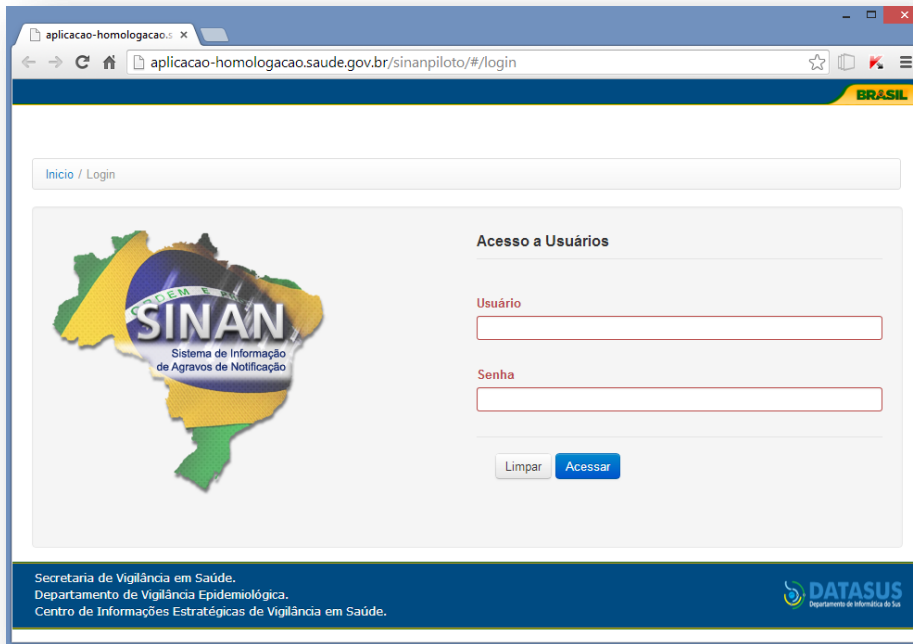 aplicacao-homologacao.s
aplicacao-homologacao.saude.gov.br/sinanpiloto/#/login
BRASIL
Inicio / Login
ORDEM E
SINAN
Sistema de Informação
de Agravos de Notificação
Acesso a Usuários
Usuário
Senha
Limpar
Acessar
Secretaria de Vigilância em Saúde.
Departamento de Vigilância Epidemiológica.
Centro de Informações Estratégicas de Vigilância em Saúde.
DATASUS
Departamento de Informática do Sus